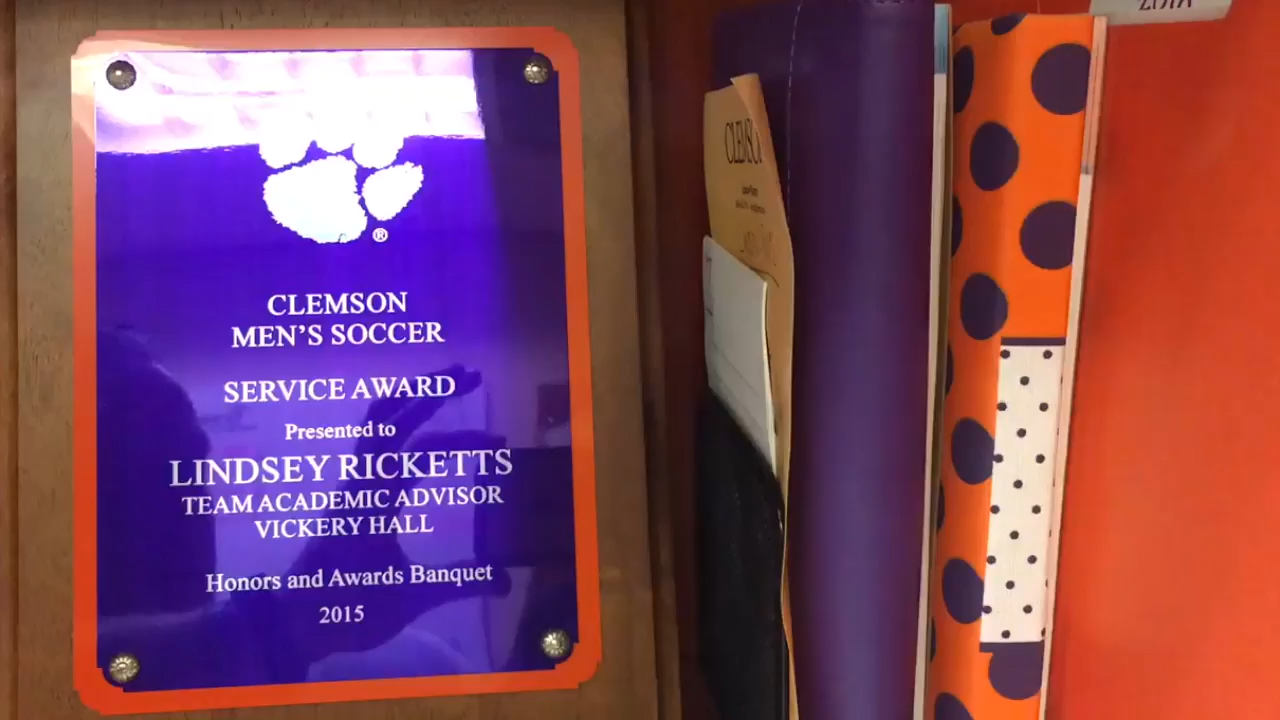 ®
CLEMSON
MEN'S SOCCER
SERVICE AWARD
Presented to
LINDSEY RICKETTS
TEAM ACADEMIC ADVISOR
VICKERY HALL
Honors and Awards Banquet
2015